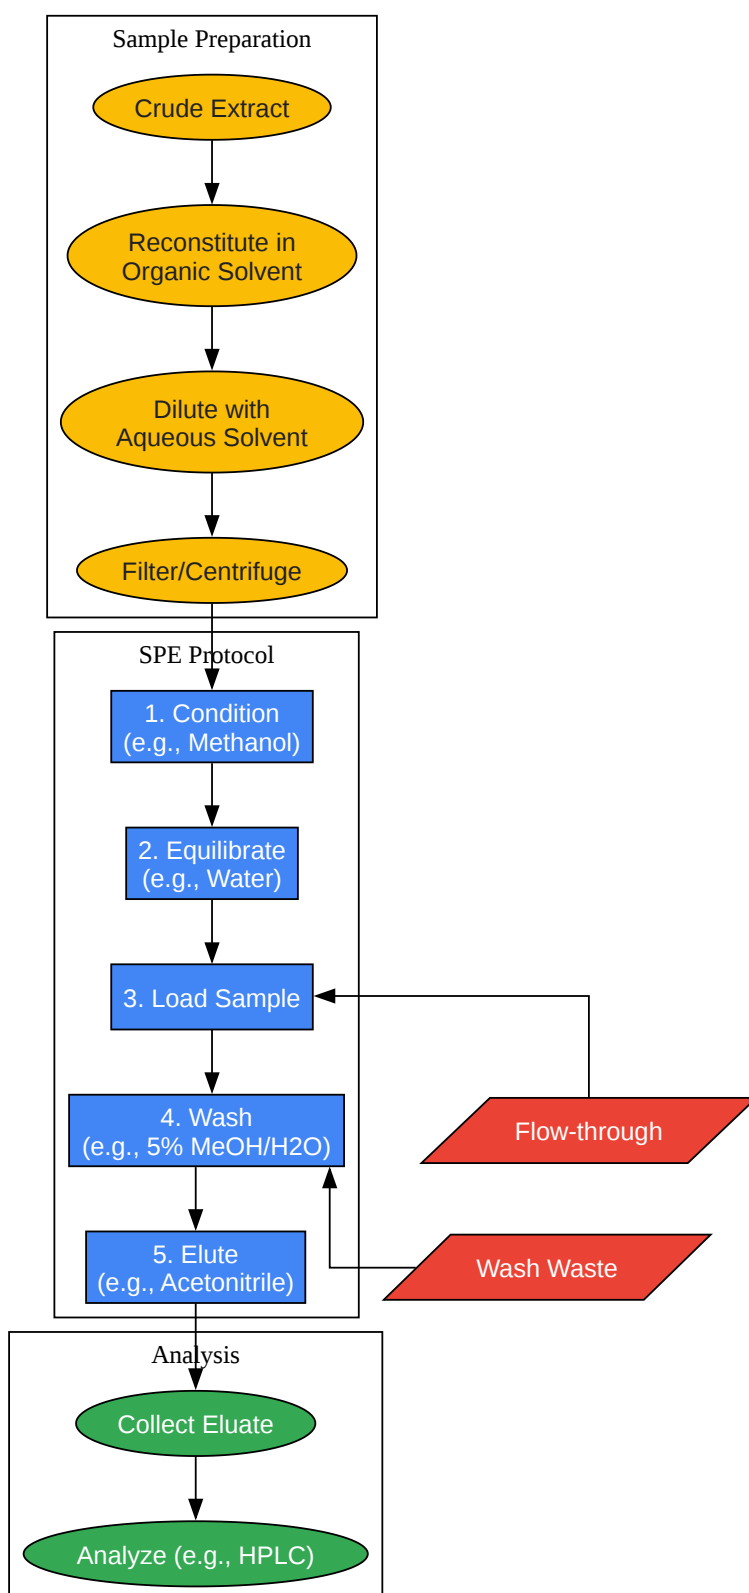 Sample Preparation
Crude Extract
Reconstitute in
Organic Solvent
Dilute with
Aqueous Solvent
Filter/Centrifuge
SPE Protocol
1. Condition
(e.g., Methanol)
2. Equilibrate
(e.g., Water)
3. Load Sample
4. Wash
(e.g., 5% MeOH/H2O)
Flow-through
5. Elute
(e.g., Acetonitrile)
Wash Waste
Analysis
Collect Eluate
Analyze (e.g., HPLC)